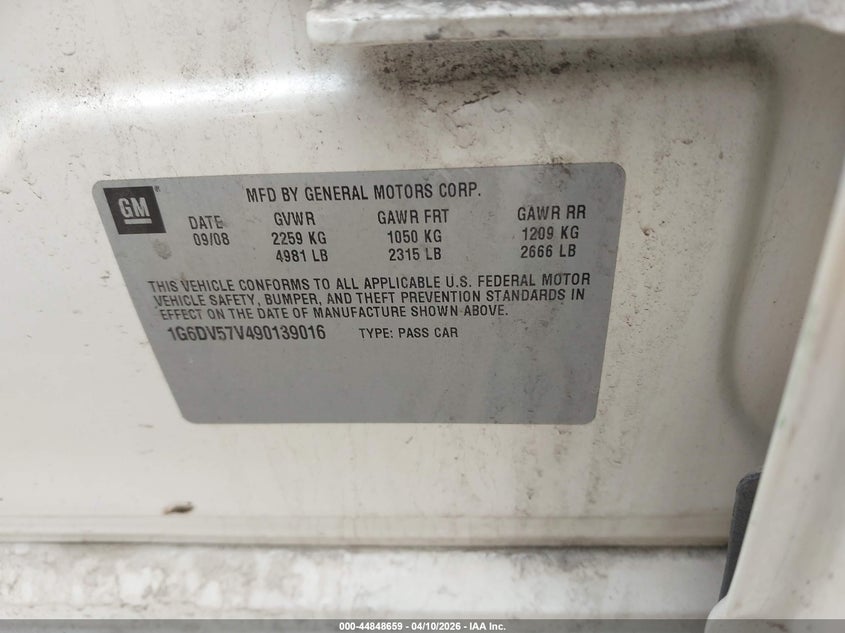 GM®
MFD BY GENERAL MOTORS CORP.
DATE GVWR GAWR FRT GAWR RR
09/08 2259 KG 1050 KG 1209 KG
4981 LB 2315 LB 2666 LB
THIS VEHICLE CONFORMS TO ALL APPLICABLE U.S. FEDERAL MOTOR
VEHICLE SAFETY, BUMPER, AND THEFT PREVENTION STANDARDS IN
EFFECT ON THE DATE OF MANUFACTURE SHOWN ABOVE.
1G6DV57V490139016 TYPE: PASS CAR
000-44848659 - 04/10/2026 - IAA Inc.